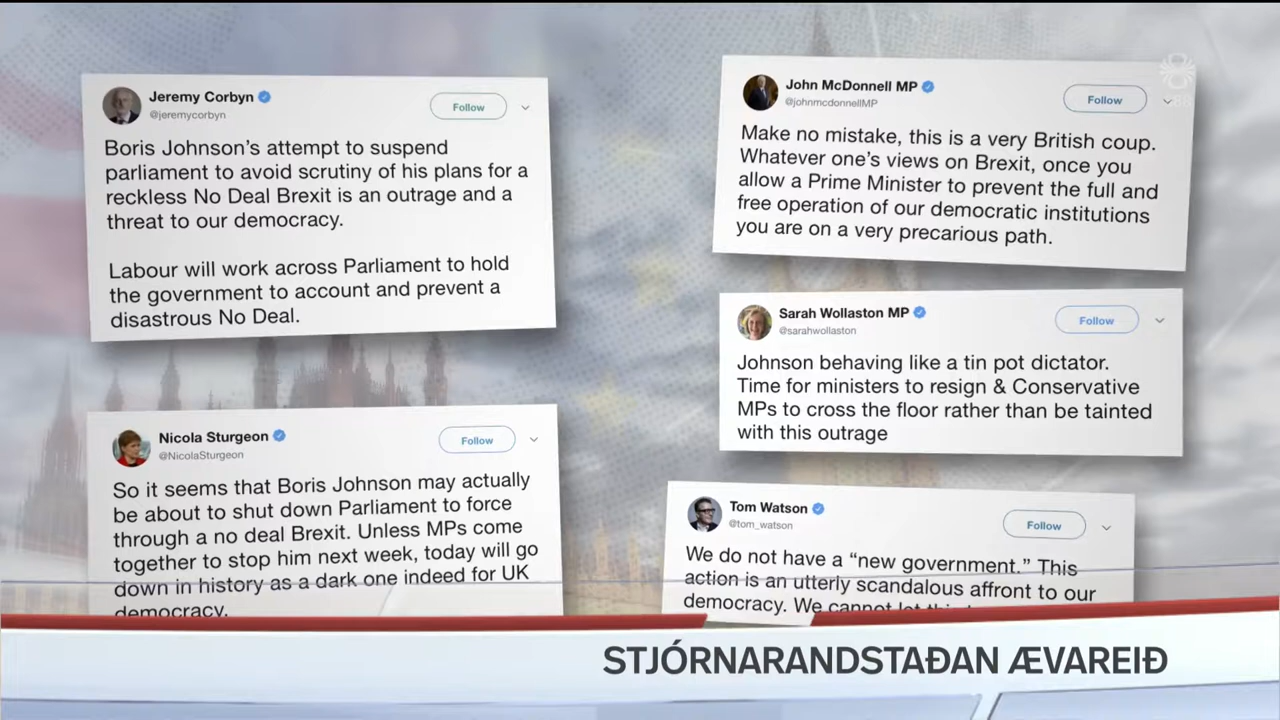 Jeremy Corbyn
@jeremycorbyn
Follow
Boris Johnson's attempt to suspend
parliament to avoid scrutiny of his plans for a
reckless No Deal Brexit is an outrage and a
threat to our democracy.
Labour will work across Parliament to hold
the government to account and prevent a
disastrous No Deal.
Nicola Sturgeon
@NicolaSturgeon
Follow
So it seems that Boris Johnson may actually
be about to shut down Parliament to force
through a no deal Brexit. Unless MPs come
together to stop him next week, today will go
down in history as a dark one indeed for UK
democracy.
John McDonnell MP
@johnmcdonnellMP
Follow
Make no mistake, this is a very British coup.
Whatever one's views on Brexit, once you
allow a Prime Minister to prevent the full and
free operation of our democratic institutions
you are on a very precarious path.
Sarah Wollaston MP
@sarahwollaston
Follow
Johnson behaving like a tin pot dictator.
Time for ministers to resign & Conservative
MPs to cross the floor rather than be tainted
with this outrage
Tom Watson
@tom_watson
Follow
We do not have a “new government.” This
action is an utterly scandalous affront to our
democracy. We cannot let
STJÓRNARANDSTAÐAN ÆVAREIÐ